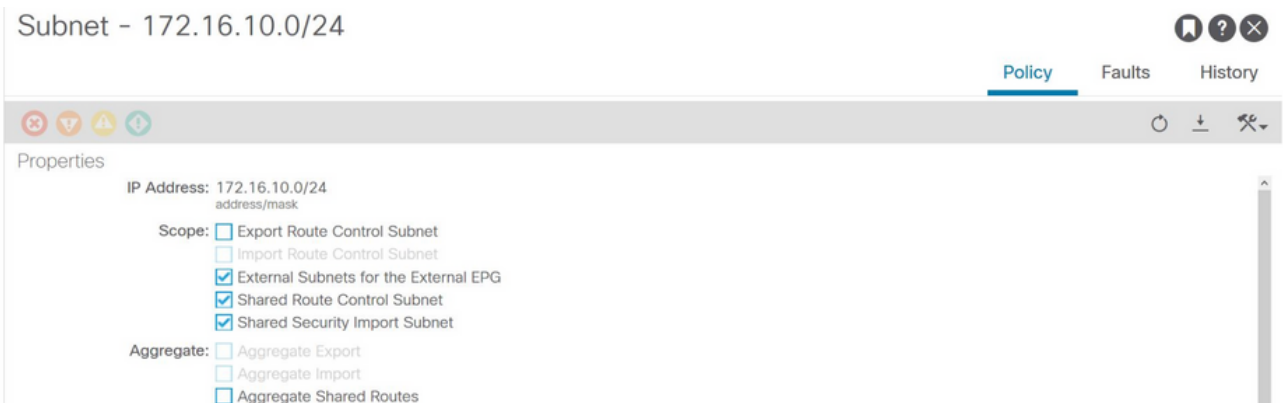 Subnet - 172.16.10.0/24
Policy Faults History
Properties
IP Address: 172.16.10.0/24
address/mask
Scope: Export Route Control Subnet
Import Route Control Subnet
External Subnets for the External EPG
Shared Route Control Subnet
Shared Security Import Subnet
Aggregate: Aggregate Export
Aggregate Import
Aggregate Shared Routes